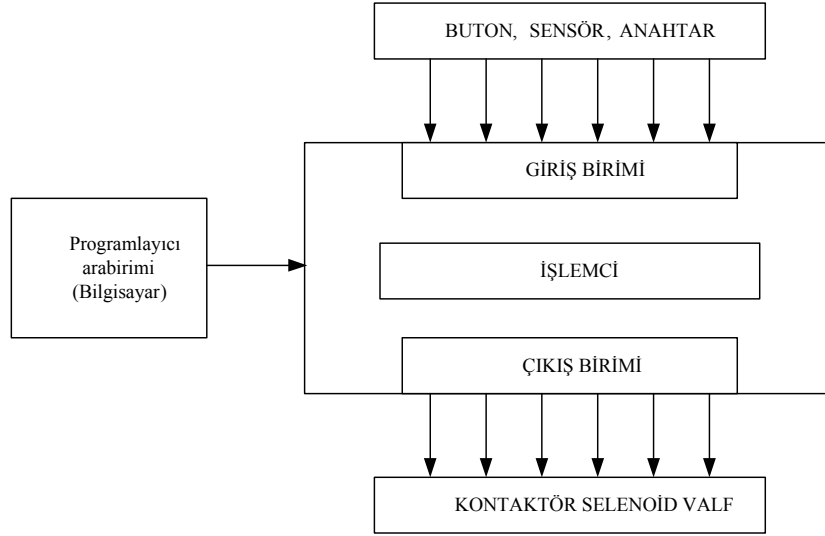 BUTON, SENSÖR, ANAHTAR
GİRİŞ BİRİMİ
Programlayıcı
arabirimi
(Bilgisayar)
İŞLEMCİ
ÇIKIŞ BİRİMİ
KONTAKTÖR SELENOİD VALF